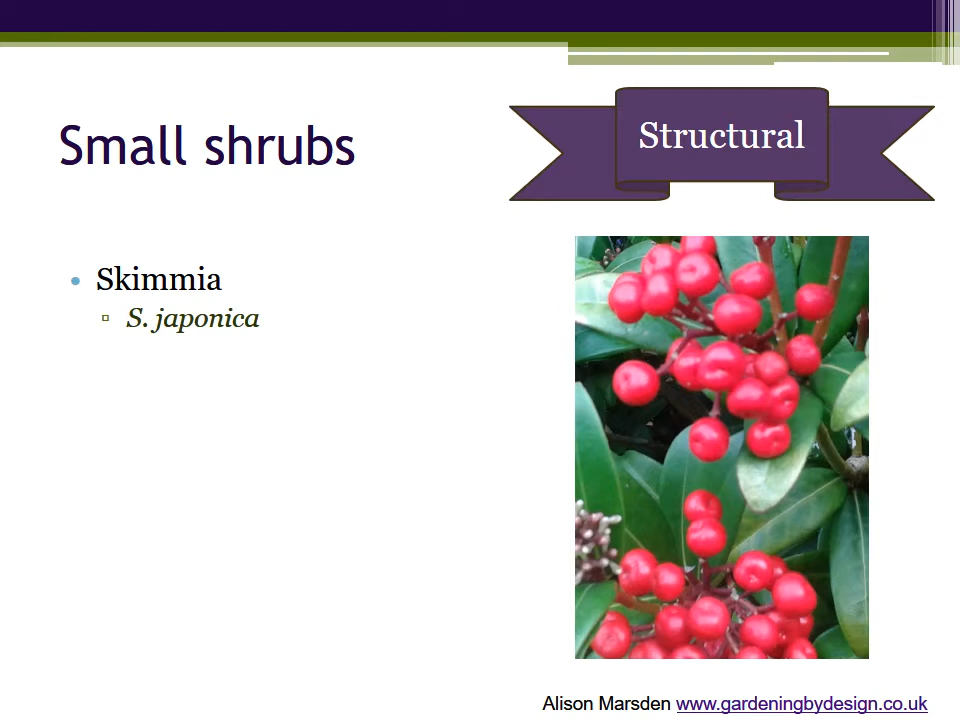 Structural
Small shrubs
• Skimmia
▫ S. japonica
Alison Marsden www.gardeningbydesign.co.uk